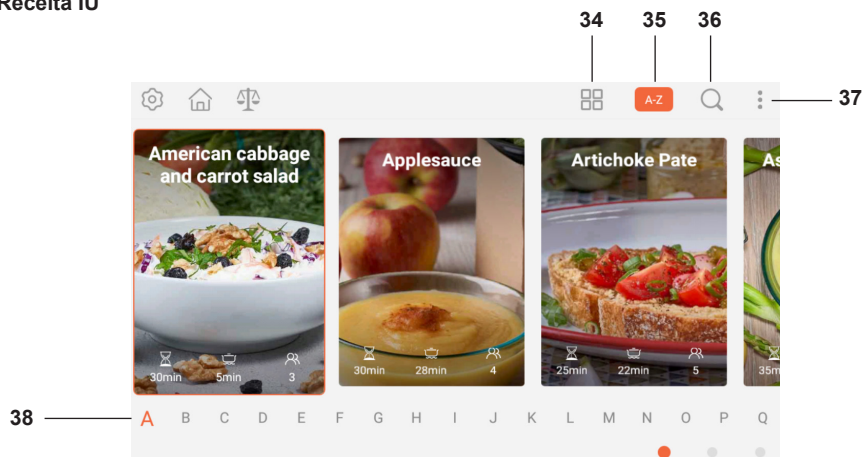 Receita IU
34 35 36
A-Z
37
American cabbage
and carrot salad
Applesauce
Artichoke Pate
As
30min 5min 3
30min 28min 4
25min 22min 5
35m
38
A B C D E F G H I J K L M N O P Q